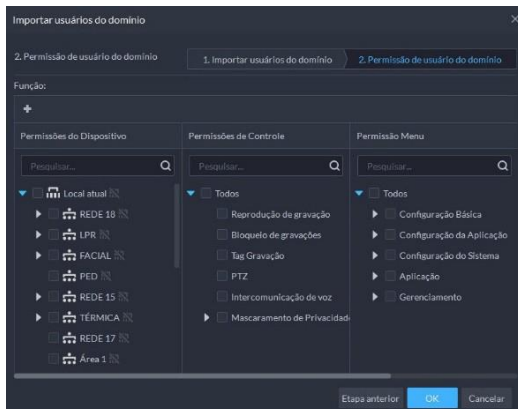 Importar usuários do domínio
2. Permissão de usuário do domínio
1. Importar usuários do domínio
2. Permissão de usuário do domínio
Função:
Permissões do Dispositivo
Permissões de Controle
Permissão Menu
Pesquisar...
Pesquisar...
Pesquisar...
Local atual
REDE 18
LPR
FACIAL
PED
REDE 15
TÉRMICA
REDE 17
Área 1
Todos
Reprodução de gravação
Bloqueio de gravações
Tag Gravação
PTZ
Intercomunicação de voz
Mascaramento de Privacidad
Todos
Configuração Básica
Configuração da Aplicação
Configuração do Sistema
Aplicação
Gerenciamento
Etapa anterior
OK
Cancelar